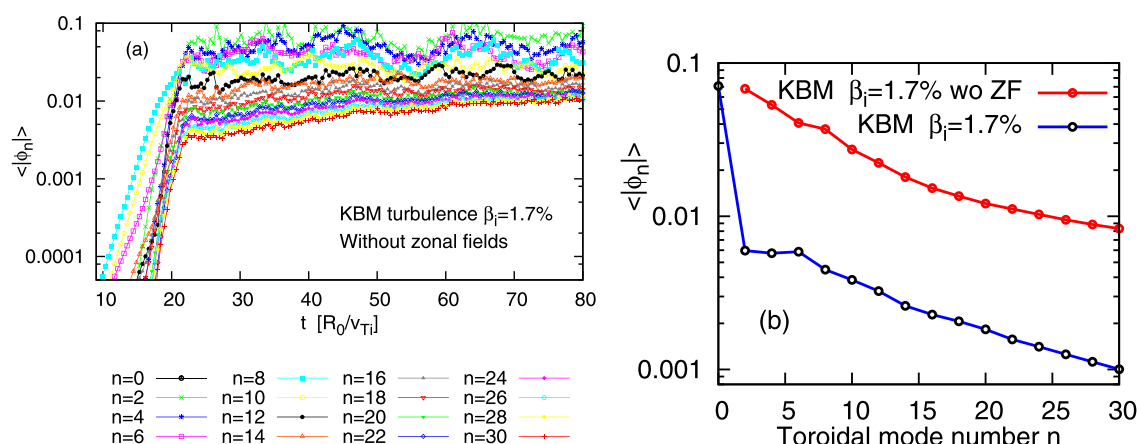 0.1
(a)
0.01
<|ϕn|>
0.001
0.0001
KBM turbulence βi=1.7%
Without zonal fields
10 20 30 40 50 60 70 80
t [R0/vTi]
n=0 n=8 n=16 n=24
n=2 n=10 n=18 n=26
n=4 n=12 n=20 n=28
n=6 n=14 n=22 n=30
0.1
KBM βi=1.7% wo ZF
KBM βi=1.7%
<|ϕn|>
0.01
(b)
0.001
0 5 10 15 20 25 30
Toroidal mode number n